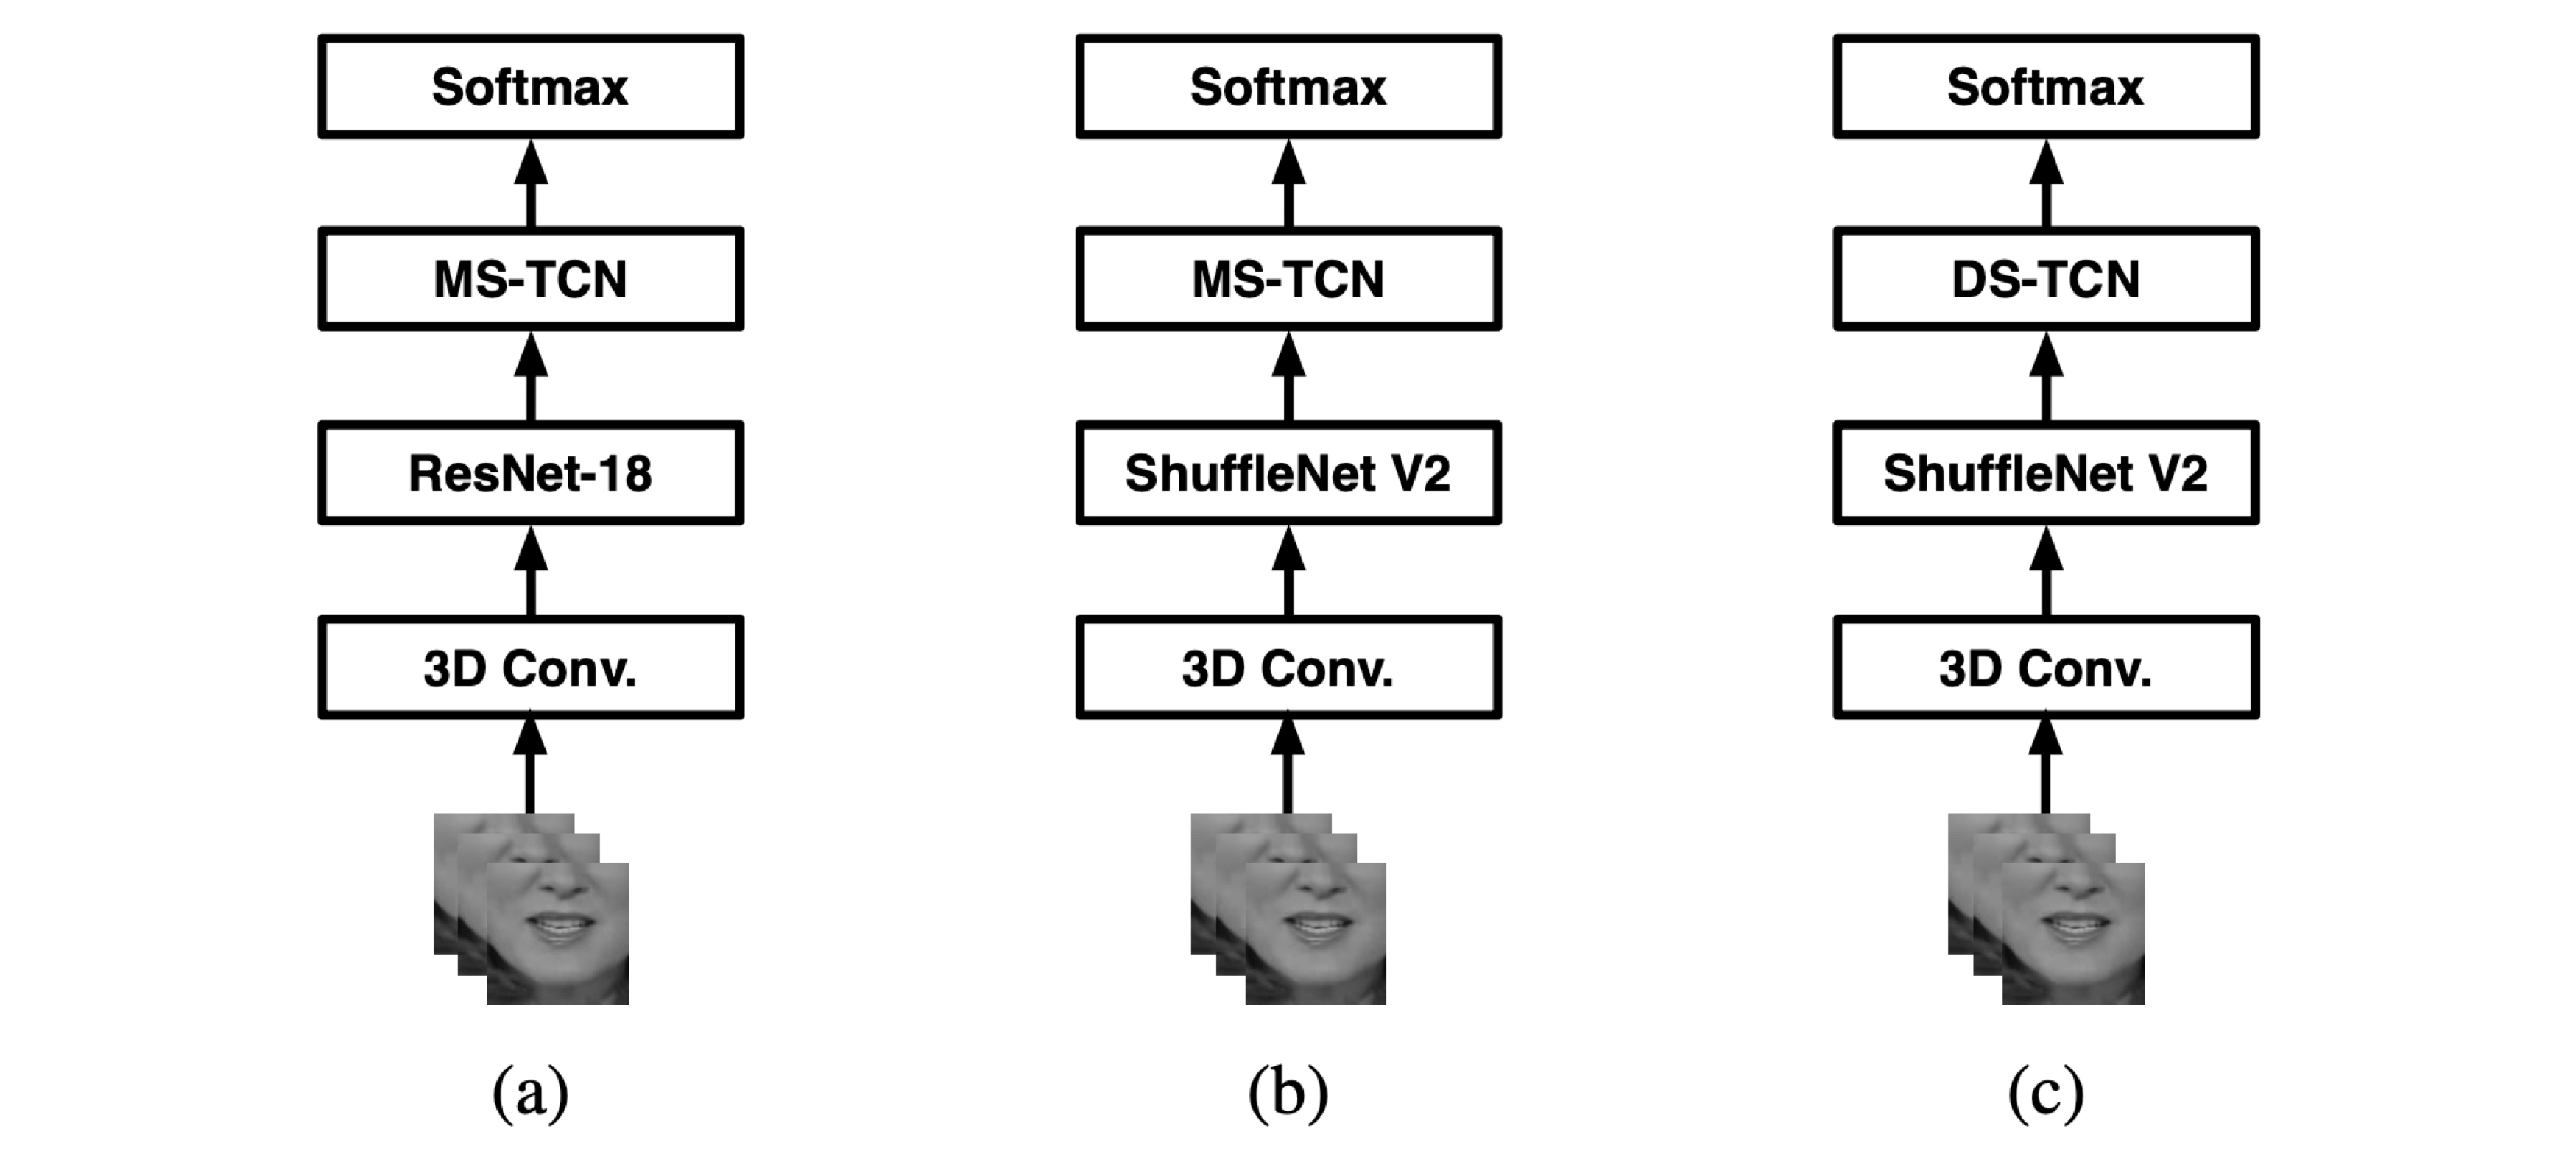 Softmax
MS-TCN
ResNet-18
3D Conv.
(a)
Softmax
MS-TCN
ShuffleNet V2
3D Conv.
(b)
Softmax
DS-TCN
ShuffleNet V2
3D Conv.
(c)